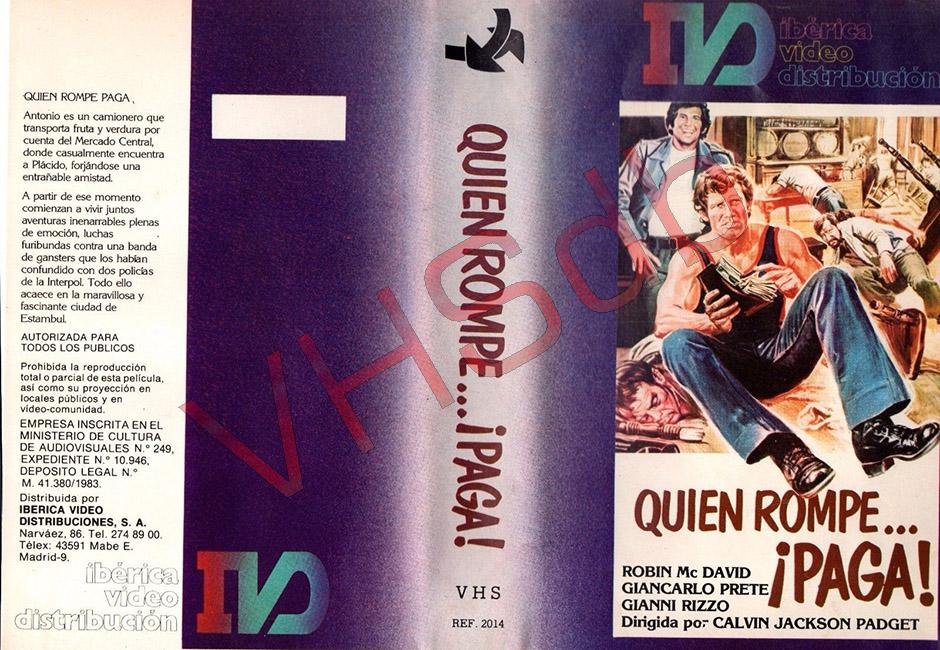 QUIEN ROMPE PAGA
Antonio es un camionero que
transporta fruta y verdura por
cuenta del Mercado Central,
donde casualmente encuentra
a Plácido, forjándose una
entrañable amistad.
A partir de ese momento
comienzan a vivir juntos
aventuras inenarrables plenas
de emoción, luchas
furibundas contra una banda
de gansters que los habían
confundido con dos policías
de la Interpol. Todo ello
acaece en la maravillosa y
fascinante ciudad de
Estambul.
AUTORIZADA PARA
TODOS LOS PUBLICOS
Prohibida la reproducción
total o parcial de esta película,
así como su proyección en
locales públicos y en
vídeo-comunidad.
EMPRESA INSCRITA EN EL
MINISTERIO DE CULTURA
DE AUDIOVISUALES N.º 249,
EXPEDIENTE N.º 10.946,
DEPOSITO LEGAL N.º
M. 41.380/1983.
Distribuida por
IBERICA VIDEO
DISTRIBUCIONES, S. A.
Narváez, 86. Tel. 274 89 00.
Télex: 43591 Mabe E.
Madrid-9.
ibérica
vídeo
distribución
IVD
QUIEN ROMPE... ¡PAGA!
VHS
REF. 2014
IVD
ibérica
vídeo
distribución
QUIEN ROMPE...
¡PAGA!
ROBIN Mc DAVID
GIANCARLO PRETE
GIANNI RIZZO
Dirigida por CALVIN JACKSON PADGET